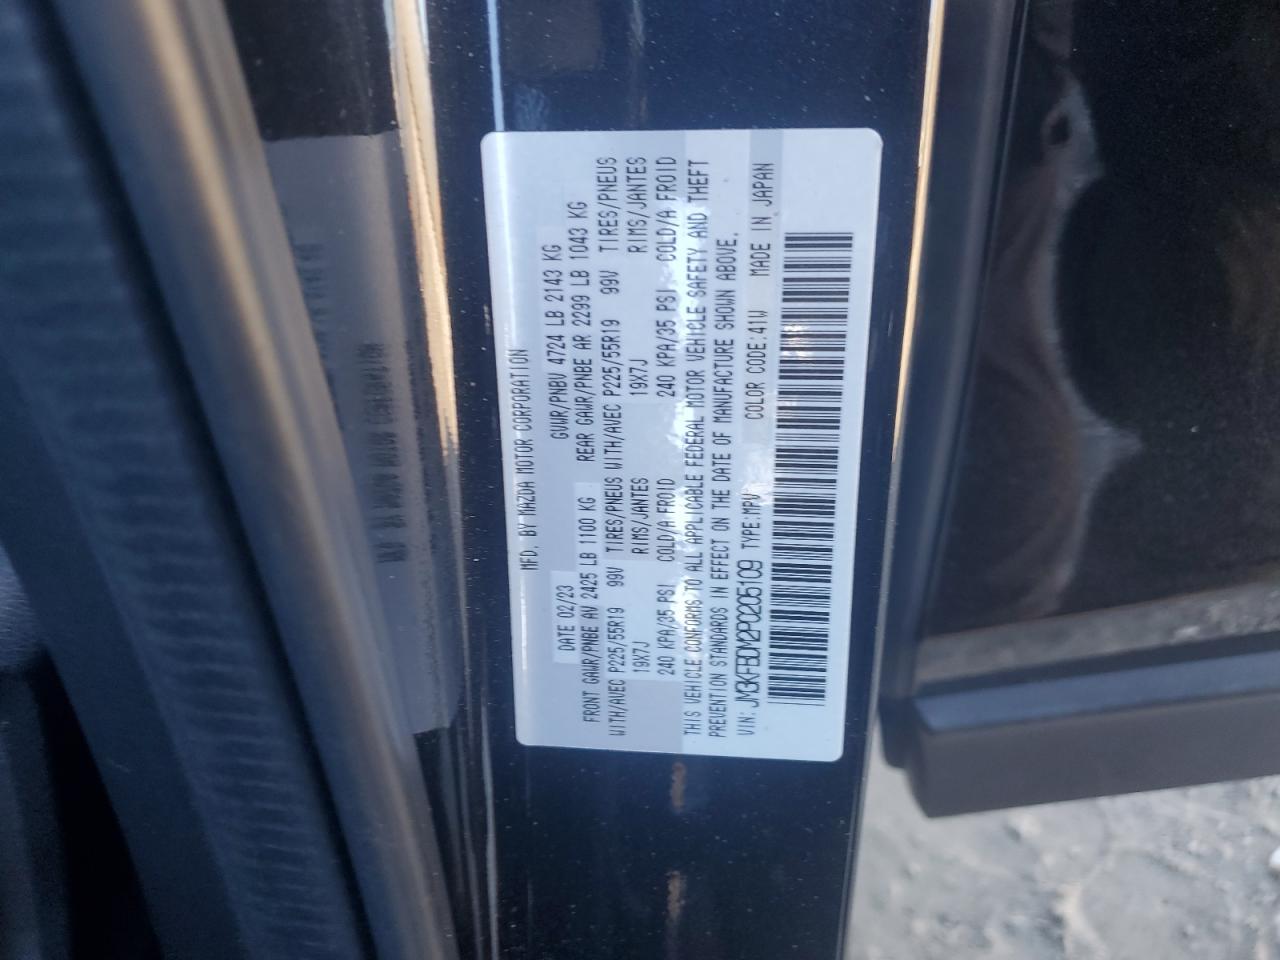 MFD. BY MAZDA MOTOR CORPORATION
DATE 02/23 GVWR/PNBV 4724 LB 2143 KG
FRONT GAWR/PNBE AV 2425 LB 1100 KG REAR GAWR/PNBE AR 2299 LB 1043 KG
WITH/AVEC P225/55R19 99V TIRES/PNEUS WITH/AVEC P225/55R19 99V TIRES/PNEUS
19X7J RIMS/JANTES 19X7J RIMS/JANTES
240 KPA/35 PSI COLD/A FROID 240 KPA/35 PSI COLD/A FROID
THIS VEHICLE CONFORMS TO ALL APPLICABLE FEDERAL MOTOR VEHICLE SAFETY AND THEFT
PREVENTION STANDARDS IN EFFECT ON THE DATE OF MANUFACTURE SHOWN ABOVE.
VIN: JM3KFBDM2P0205109 TYPE:MPV COLOR CODE:41W MADE IN JAPAN